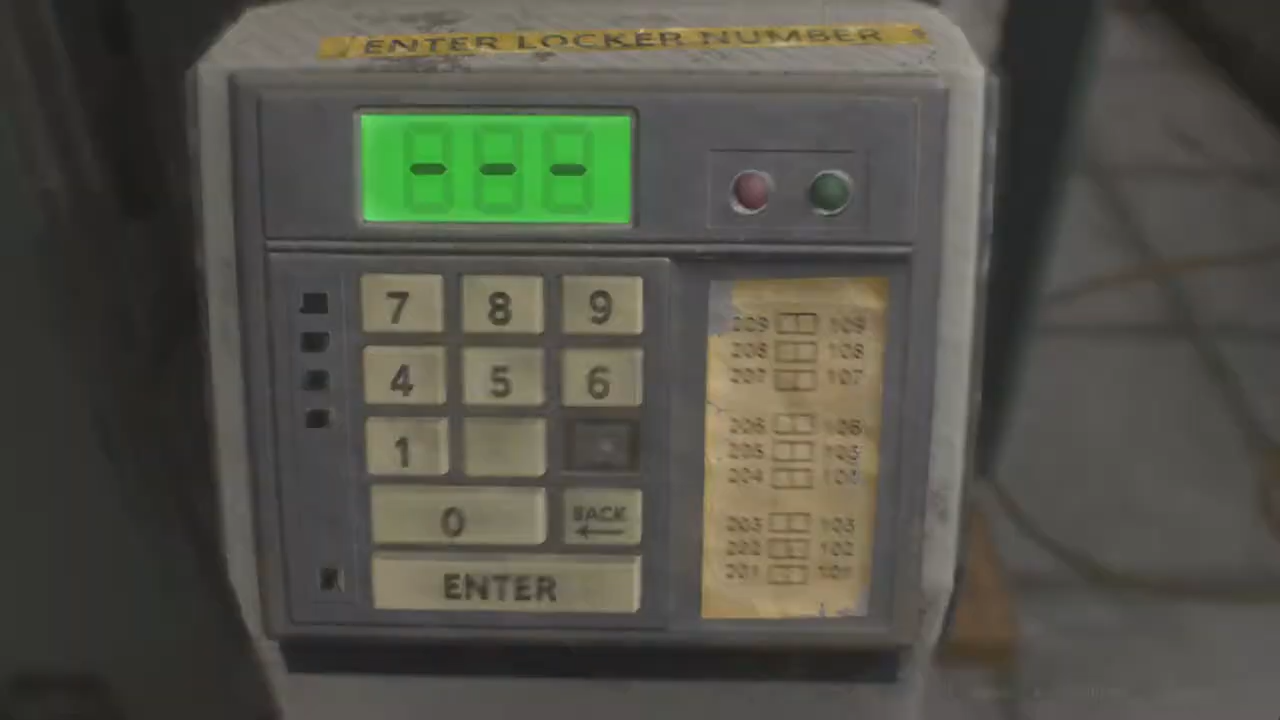 ENTER LOCKER NUMBER
- - -
7 8 9
4 5 6
1
0 BACK
ENTER
209 109
208 108
207 107
206 106
205 105
204
203 103
202 102
201 101